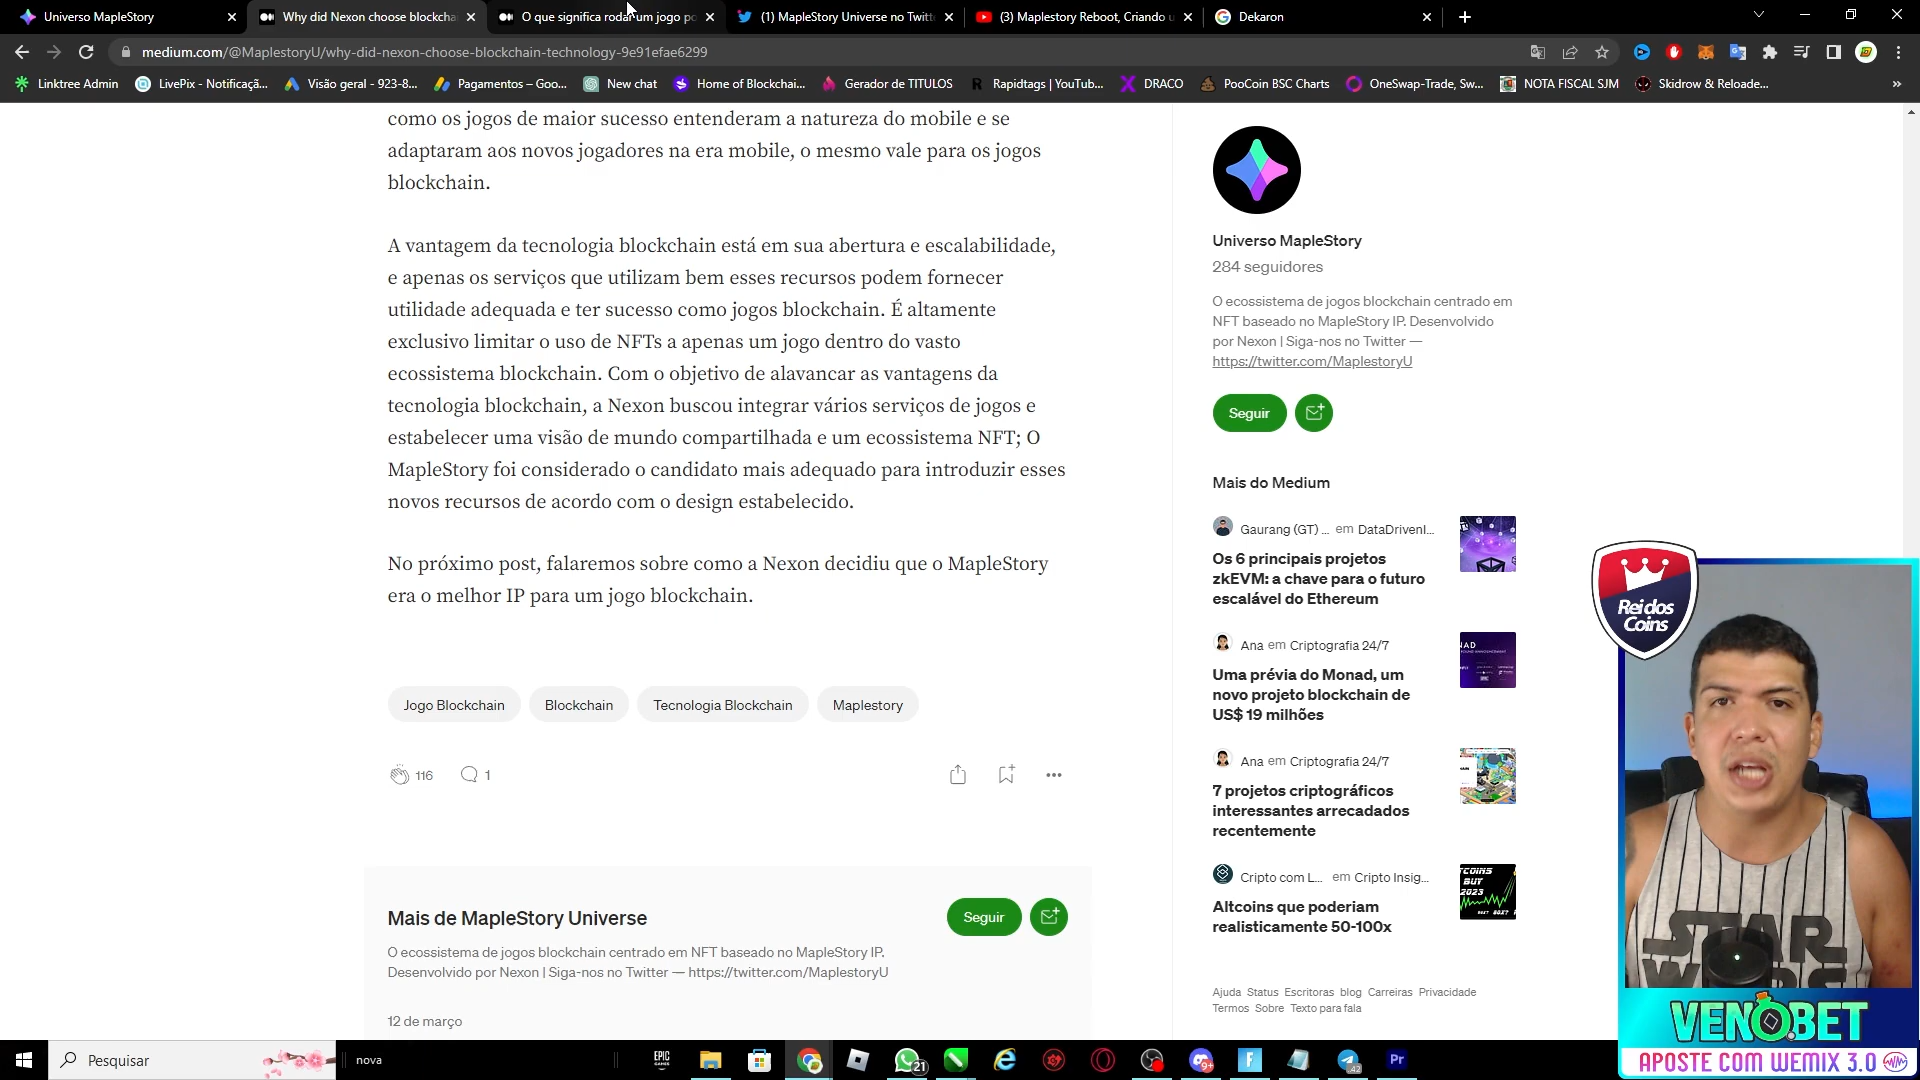 Universo MapleStory
Why did Nexon choose blockcha
O que significa rodar um jogo po
(1) MapleStory Universe no Twitt
(3) Maplestory Reboot, Criando u
Dekaron
medium.com/@MaplestoryU/why-did-nexon-choose-blockchain-technology-9e91efae6299
Linktree Admin
LivePix - Notificaçã...
Visão geral - 923-8...
Pagamentos – Goo...
New chat
Home of Blockchai...
Gerador de TITULOS
Rapidtags | YouTub...
DRACO
PooCoin BSC Charts
OneSwap-Trade, Sw...
NOTA FISCAL SJM
Skidrow & Reloade...
»
como os jogos de maior sucesso entenderam a natureza do mobile e se
adaptaram aos novos jogadores na era mobile, o mesmo vale para os jogos
blockchain.
A vantagem da tecnologia blockchain está em sua abertura e escalabilidade,
e apenas os serviços que utilizam bem esses recursos podem fornecer
utilidade adequada e ter sucesso como jogos blockchain. É altamente
exclusivo limitar o uso de NFTs a apenas um jogo dentro do vasto
ecossistema blockchain. Com o objetivo de alavancar as vantagens da
tecnologia blockchain, a Nexon buscou integrar vários serviços de jogos e
estabelecer uma visão de mundo compartilhada e um ecossistema NFT; O
MapleStory foi considerado o candidato mais adequado para introduzir esses
novos recursos de acordo com o design estabelecido.
No próximo post, falaremos sobre como a Nexon decidiu que o MapleStory
era o melhor IP para um jogo blockchain.
Jogo Blockchain
Blockchain
Tecnologia Blockchain
Maplestory
116
1
Mais de MapleStory Universe
Seguir
O ecossistema de jogos blockchain centrado em NFT baseado no MapleStory IP.
Desenvolvido por Nexon | Siga-nos no Twitter — https://twitter.com/MaplestoryU
12 de março
Universo MapleStory
284 seguidores
O ecossistema de jogos blockchain centrado em
NFT baseado no MapleStory IP. Desenvolvido
por Nexon | Siga-nos no Twitter —
https://twitter.com/MaplestoryU
Seguir
Mais do Medium
Gaurang (GT) ... em DataDrivenI...
Os 6 principais projetos
zkEVM: a chave para o futuro
escalável do Ethereum
Ana em Criptografia 24/7
Uma prévia do Monad, um
novo projeto blockchain de
US$ 19 milhões
Ana em Criptografia 24/7
7 projetos criptográficos
interessantes arrecadados
recentemente
Cripto com L... em Cripto Insig...
Altcoins que poderiam
realisticamente 50-100x
TCOINS
BUY
2023
Ajuda Status Escritoras blog Carreiras Privacidade
Termos Sobre Texto para fala
Rei dos
Coins
STAR
VENOBET
APOSTE COM WEMIX 3.0
Pesquisar
nova
EPIC
GAMES
21
9+
42
Pr